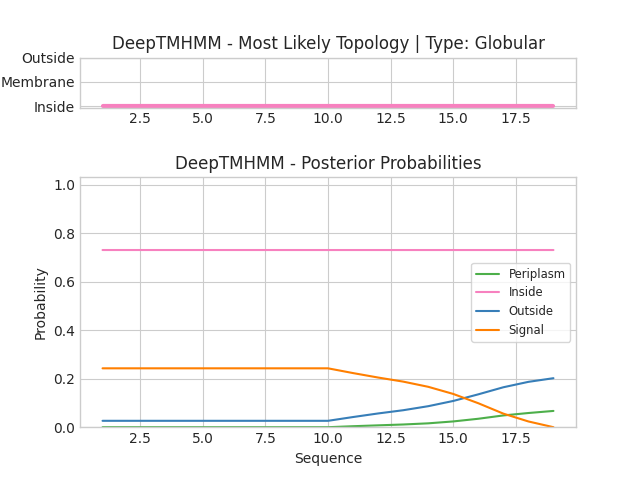 DeepTMHMM - Most Likely Topology | Type: Globular
Outside
Membrane
Inside
2.5 5.0 7.5 10.0 12.5 15.0 17.5
DeepTMHMM - Posterior Probabilities
1.0
0.8
0.6
0.4
0.2
0.0
Probability
Periplasm
Inside
Outside
Signal
2.5 5.0 7.5 10.0 12.5 15.0 17.5
Sequence